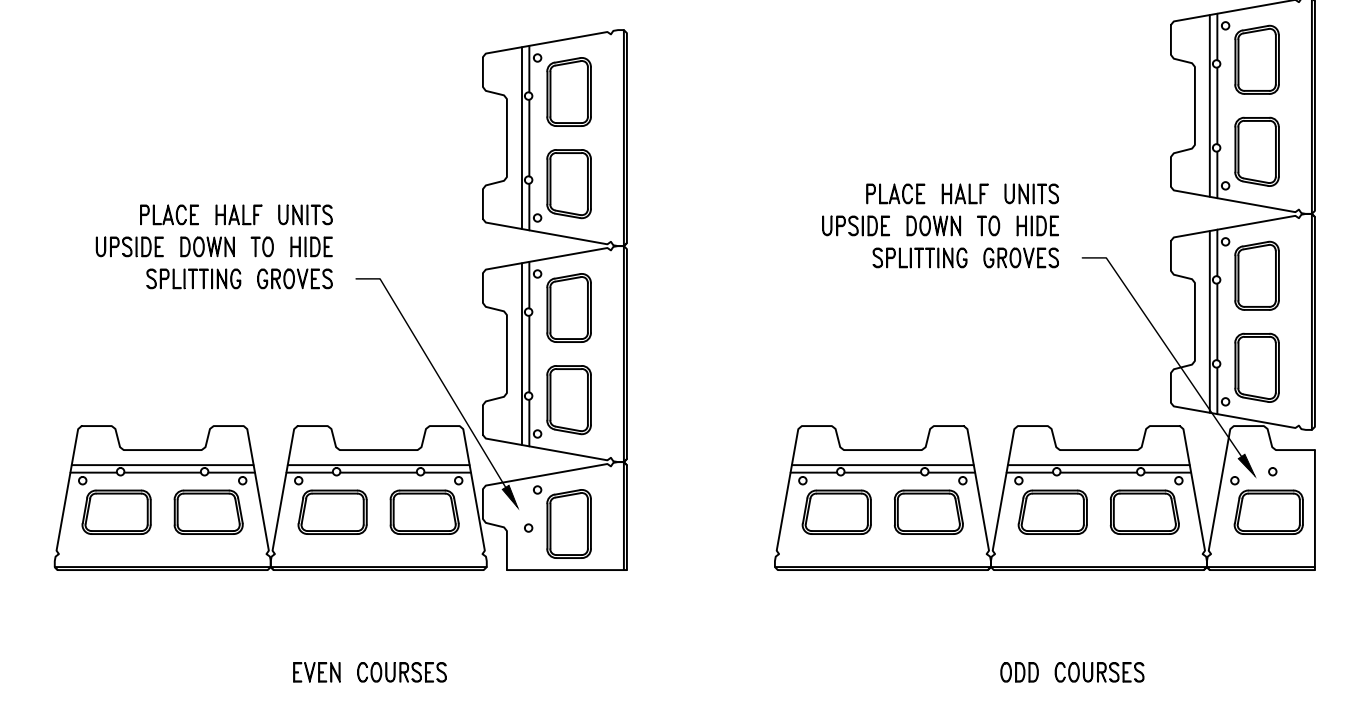 PLACE HALF UNITS
UPSIDE DOWN TO HIDE
SPLITTING GROVES
PLACE HALF UNITS
UPSIDE DOWN TO HIDE
SPLITTING GROVES
EVEN COURSES
ODD COURSES